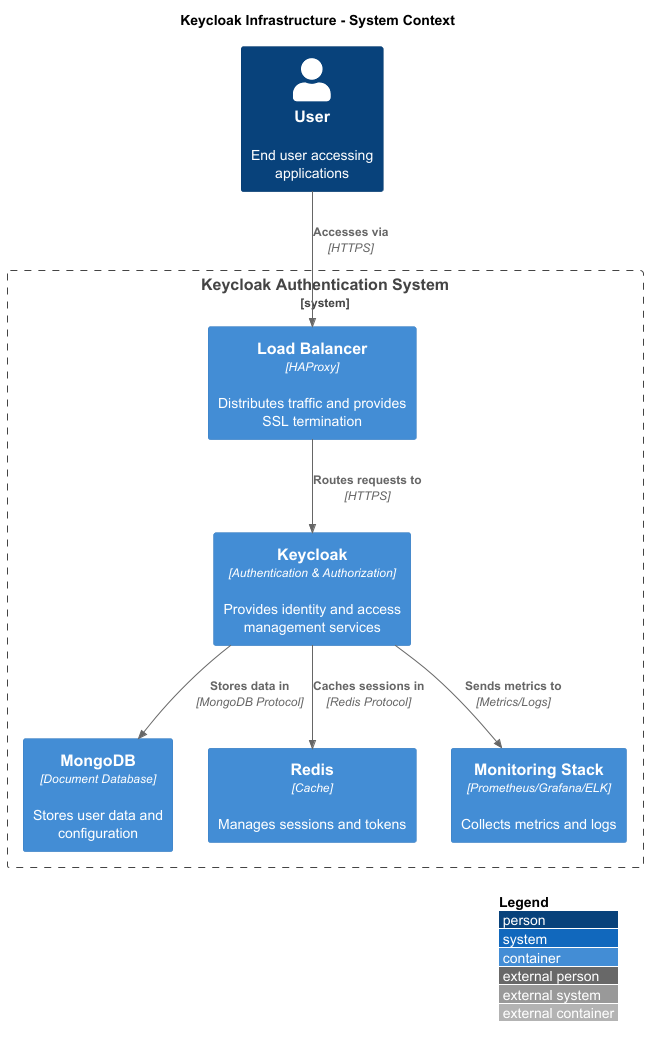 Keycloak Infrastructure - System Context
User
End user accessing
applications
Accesses via
[HTTPS]
Keycloak Authentication System
[system]
Load Balancer
[HAProxy]
Distributes traffic and provides
SSL termination
Routes requests to
[HTTPS]
Keycloak
[Authentication & Authorization]
Provides identity and access
management services
Stores data in
[MongoDB Protocol]
Caches sessions in
[Redis Protocol]
Sends metrics to
[Metrics/Logs]
MongoDB
[Document Database]
Stores user data and
configuration
Redis
[Cache]
Manages sessions and tokens
Monitoring Stack
[Prometheus/Grafana/ELK]
Collects metrics and logs
Legend
person
system
container
external person
external system
external container